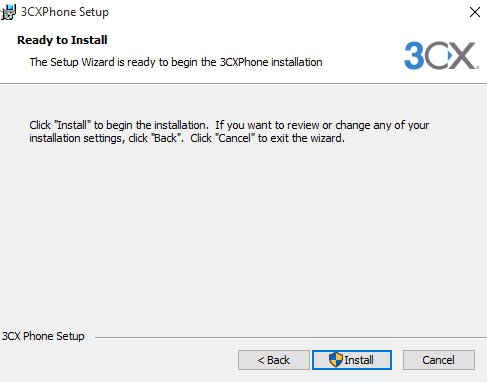 3CXPhone Setup
Ready to Install
The Setup Wizard is ready to begin the 3CXPhone installation
3CX
Click "Install" to begin the installation.  If you want to review or change any of your
installation settings, click "Back".  Click "Cancel" to exit the wizard.
3CX Phone Setup
< Back
Install
Cancel